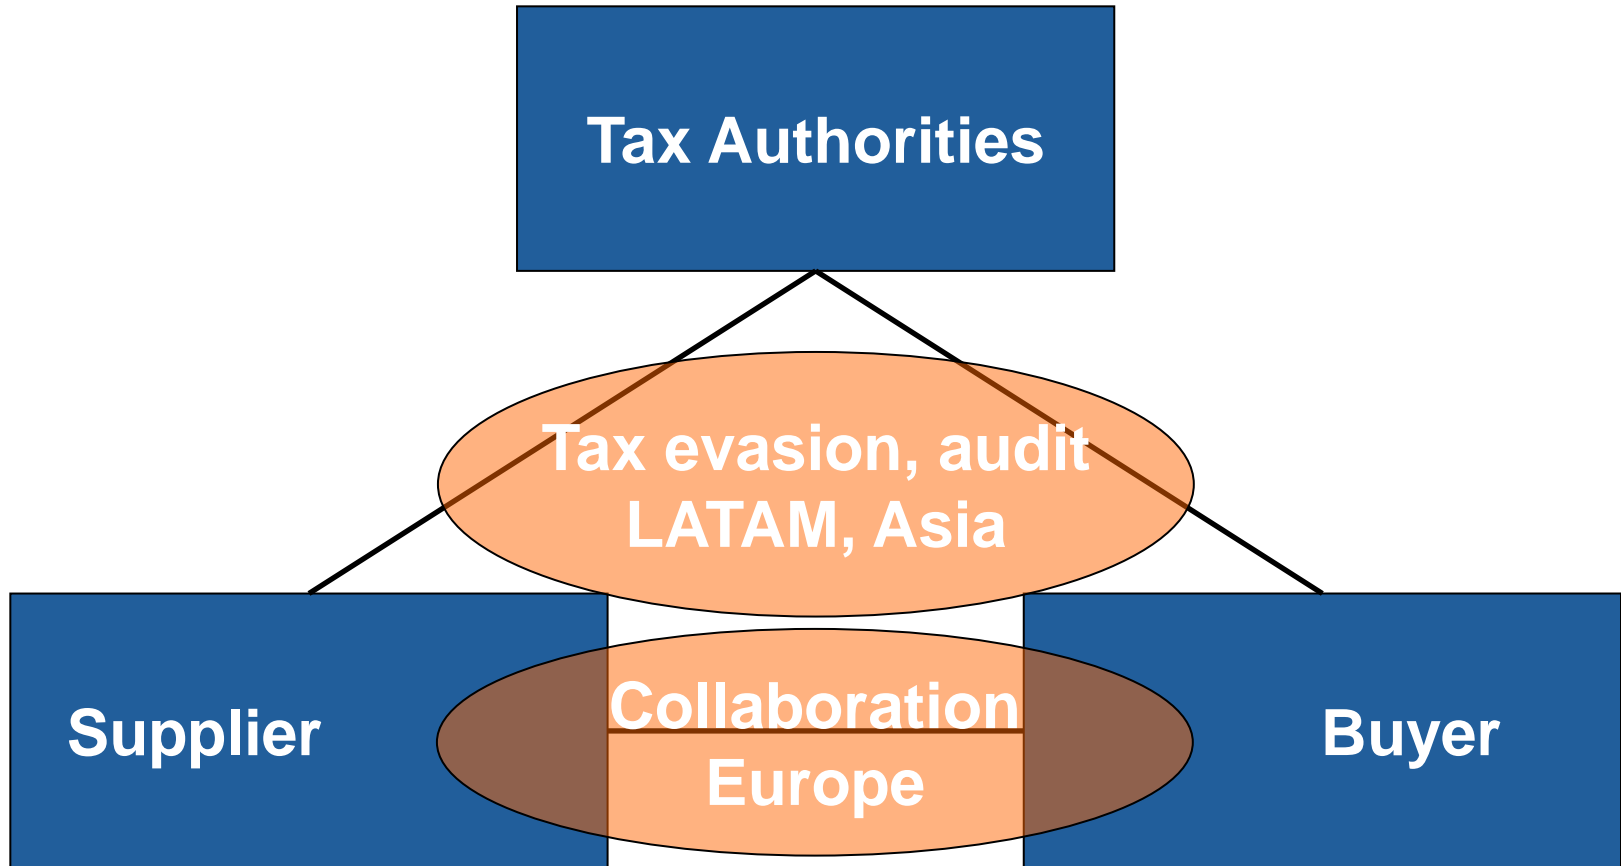 Tax Authorities
Tax evasion, audit
LATAM, Asia
Supplier
Collaboration
Europe
Buyer